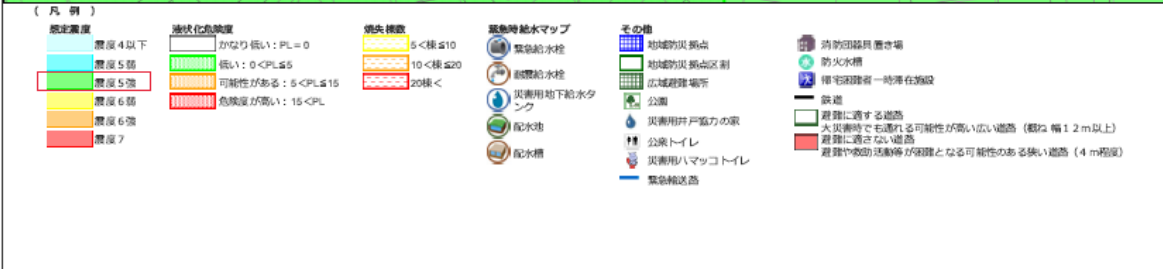 （ 凡 例 ）
想定震度
震度4以下
震度5弱
震度5強
震度6弱
震度6強
震度7
液状化危険度
かなり低い：PL＝0
低い：0＜PL≦5
可能性がある：5＜PL≦15
危険度が高い：15＜PL
焼失棟数
5＜棟≦10
10＜棟≦20
20棟＜
緊急時給水マップ
緊急給水栓
耐震給水栓
災害用地下給水タ
ンク
配水池
配水槽
その他
地域防災拠点
地域防災拠点区割
広域避難場所
公園
災害用井戸協力の家
公衆トイレ
災害用ハマッコトイレ
緊急輸送路
消防団器具置き場
防火水槽
帰宅困難者一時滞在施設
鉄道
避難に適する道路
大災害時でも通れる可能性が高い広い道路（概ね 幅12m以上）
避難に適さない道路
避難や救助活動等が困難となる可能性のある狭い道路（4m程度）